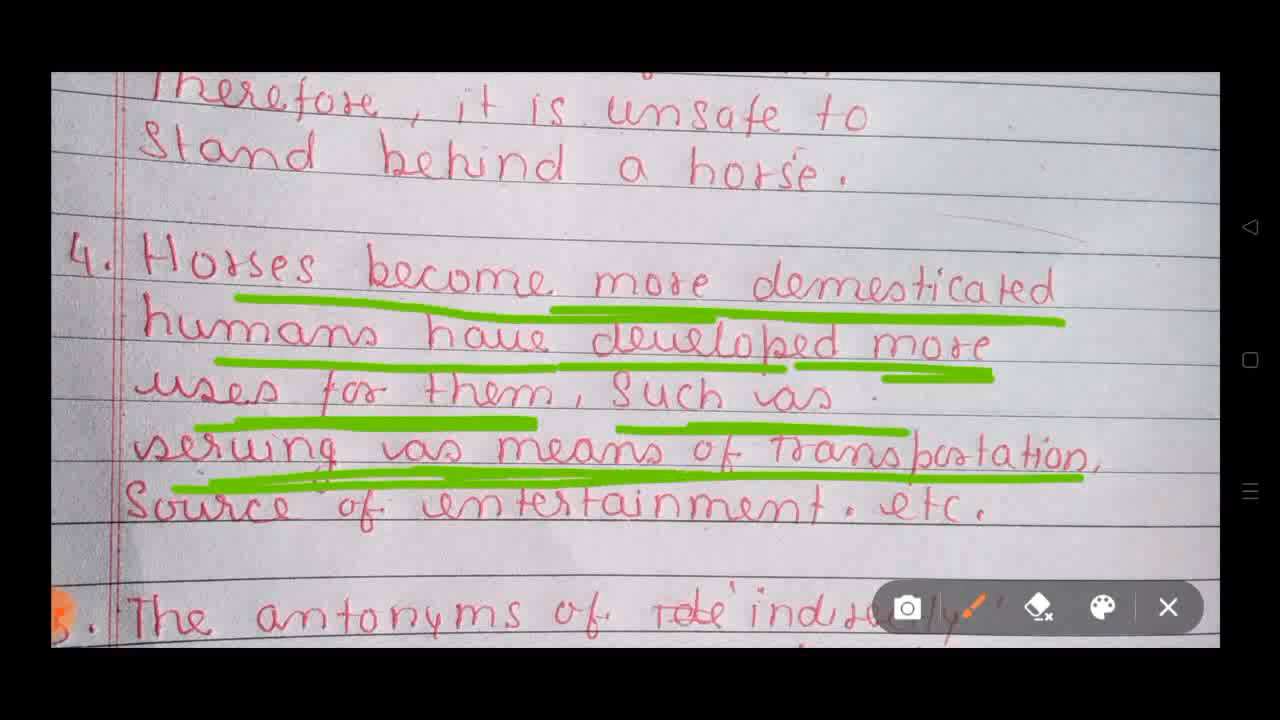 Therefore, it is unsafe to
stand behind a horse.
4. Horses become more domesticated
humans have developed more
uses for them, such as
serving as means of transportation,
Source of entertainment. etc.
The antonyms of